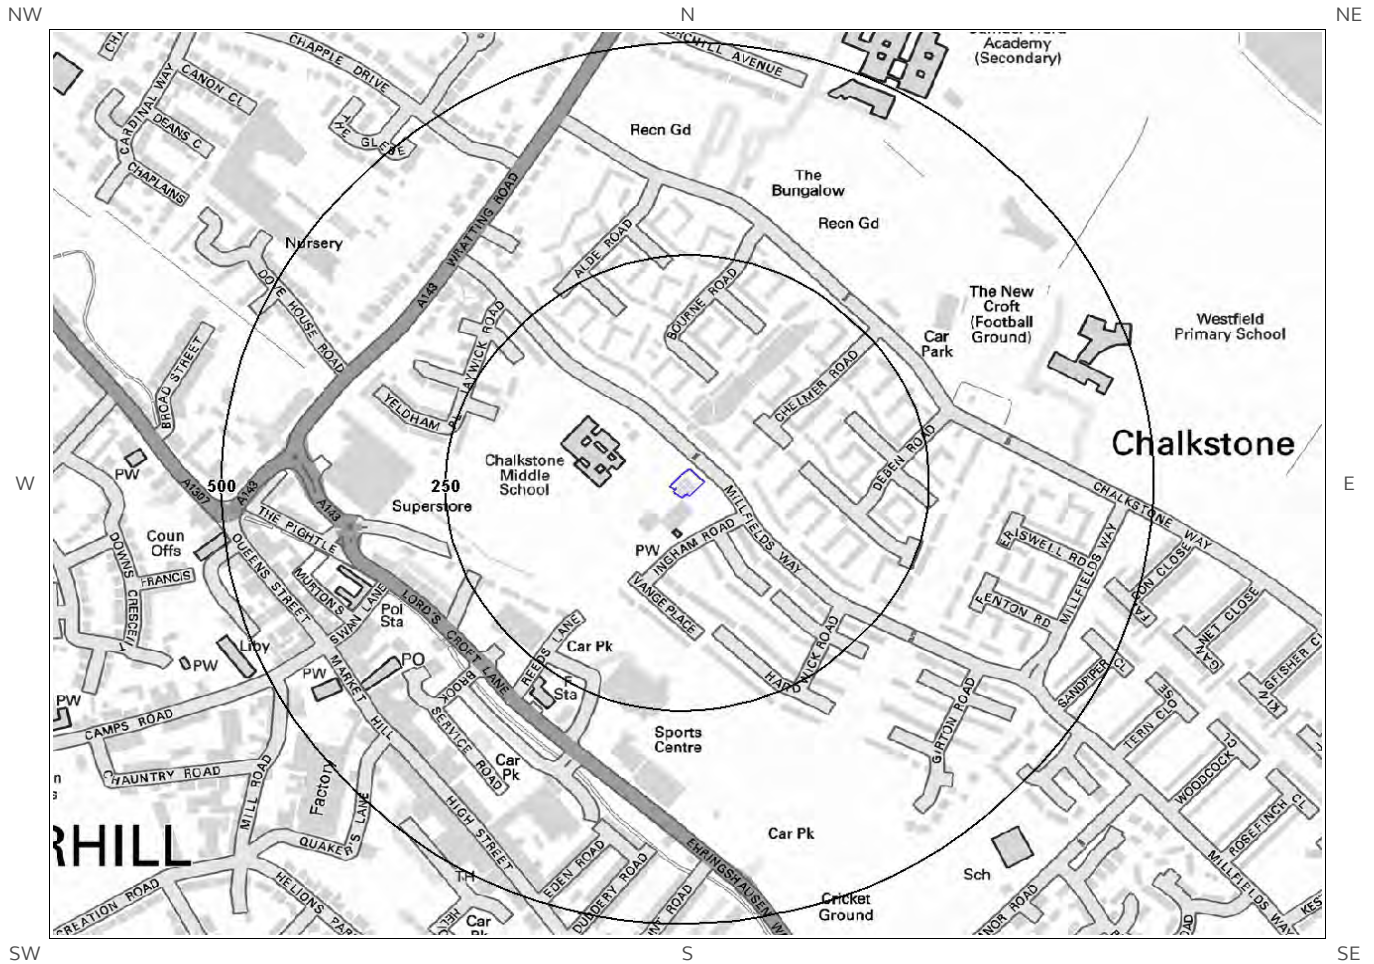 NW
N
NE
CHAPPLE DRIVE
AVENUE
Academy
(Secondary)
CANON CL
CARDINAL WAY
DEANS C
THE GLEBE
CHAPLAINS
Recn Gd
The
Bungalow
Recn Gd
WRATTING ROAD
Nursery
ALDE ROAD
DOVE HOUSE ROAD
A143
BOURNE ROAD
The New
Croft
(Football
Ground)
Car
Park
Westfield
Primary School
BROAD STREET
JAYWICK ROAD
YELDHAM PL
CHELMER ROAD
Chalkstone
DEBEN ROAD
PW
Chalkstone
Middle
School
W
500
250
E
A1307
A143
Superstore
A143
MILLFIELDS WAY
CHALKSTONE WAY
THE PIGHTLE
Coun
Offs
PW
INGHAM ROAD
ERISWELL RD
MILLFIELDS WAY
DOWNS CRESCENT
FRANCIS
QUEENS STREET
MURTON'S
SWAN LANE
Pol
Sta
LORD'S CROFT LANE
VANGE PLACE
FENTON RD
FALCON CLOSE
GANNET CLOSE
REEDS LANE
Car Pk
HARDWICK ROAD
PW
Liby
PW
PO
MARKET HILL
BROOK
SERVICE ROAD
F
Sta
SANDPIPER CL
PW
CAMPS ROAD
GIRTON ROAD
TERN CLOSE
Sports
Centre
CHAUNTRY ROAD
MILL ROAD
Factory
Car
Pk
WOODCOCK CL
ROSEFINCH CL
QUAKER'S LANE
HIGH STREET
Car Pk
RHILL
EHRINGSHAUSEN W
MILLFIELDS WAY
TH
EDEN ROAD
DUDDERY ROAD
Sch
HELIONS PARK
Car
Pk
Cricket
Ground
SW
S
SE